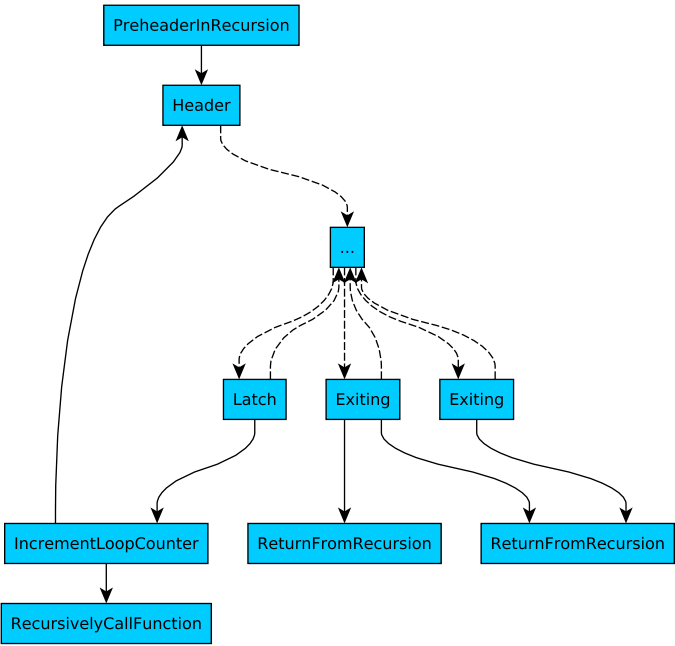 PreheaderInRecursion
Header
...
Latch
Exiting
Exiting
IncrementLoopCounter
ReturnFromRecursion
ReturnFromRecursion
RecursivelyCallFunction